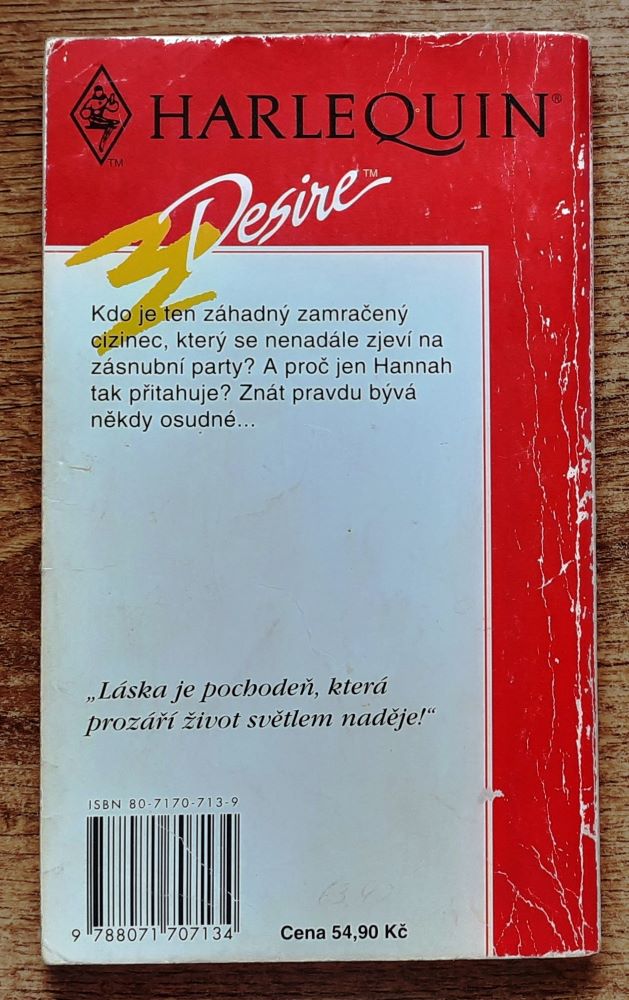 HARLEQUIN®
TM
Desire™
Kdo je ten záhadný zamračený
cizinec, který se nenadále zjeví na
zásnubní party? A proč jen Hannah
tak přitahuje? Znát pravdu bývá
někdy osudné...
„Láska je pochodeň, která
prozáří život světlem naděje!“
ISBN 80-7170-713-9
9 788071 707134
Cena 54,90 Kč